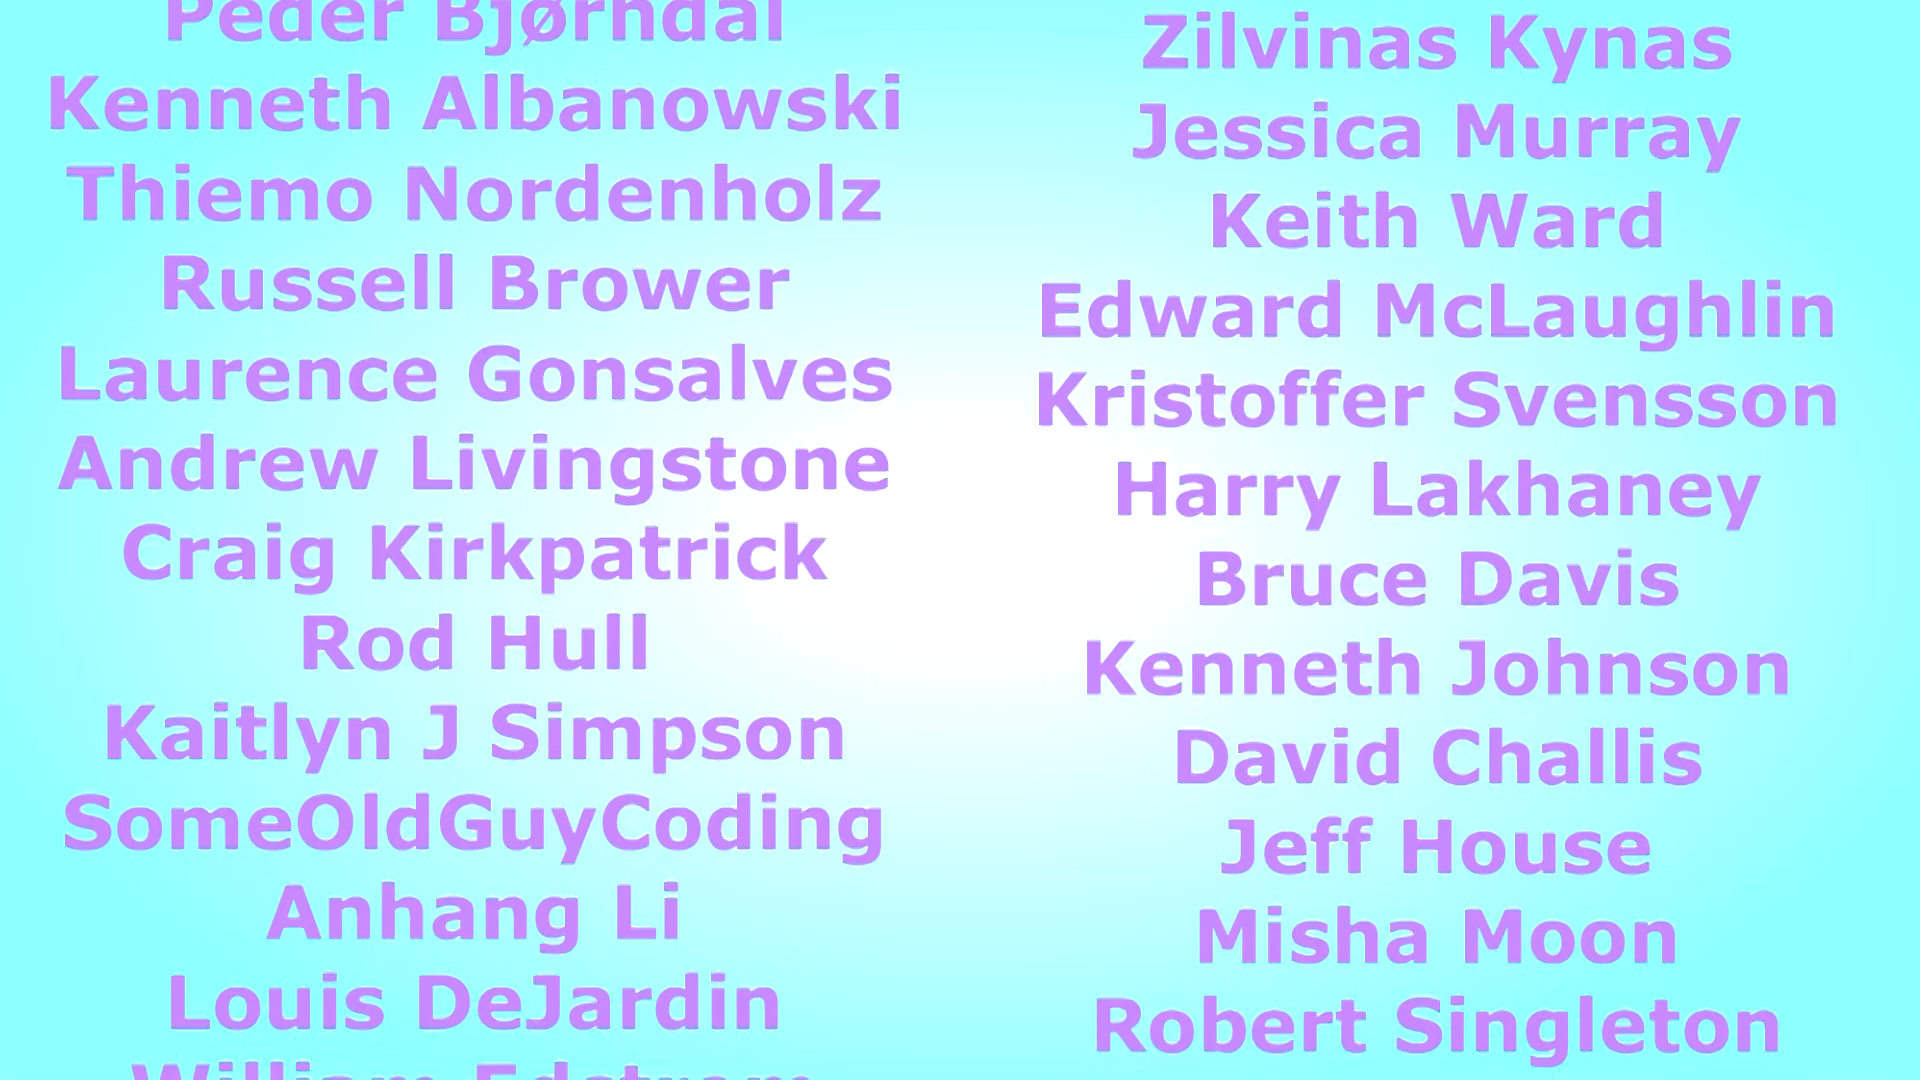 Peder Bjørndal
Kenneth Albanowski
Thiemo Nordenholz
Russell Brower
Laurence Gonsalves
Andrew Livingstone
Craig Kirkpatrick
Rod Hull
Kaitlyn J Simpson
SomeOldGuyCoding
Anhang Li
Louis DeJardin
William Edstrom
Zilvinas Kynas
Jessica Murray
Keith Ward
Edward McLaughlin
Kristoffer Svensson
Harry Lakhaney
Bruce Davis
Kenneth Johnson
David Challis
Jeff House
Misha Moon
Robert Singleton